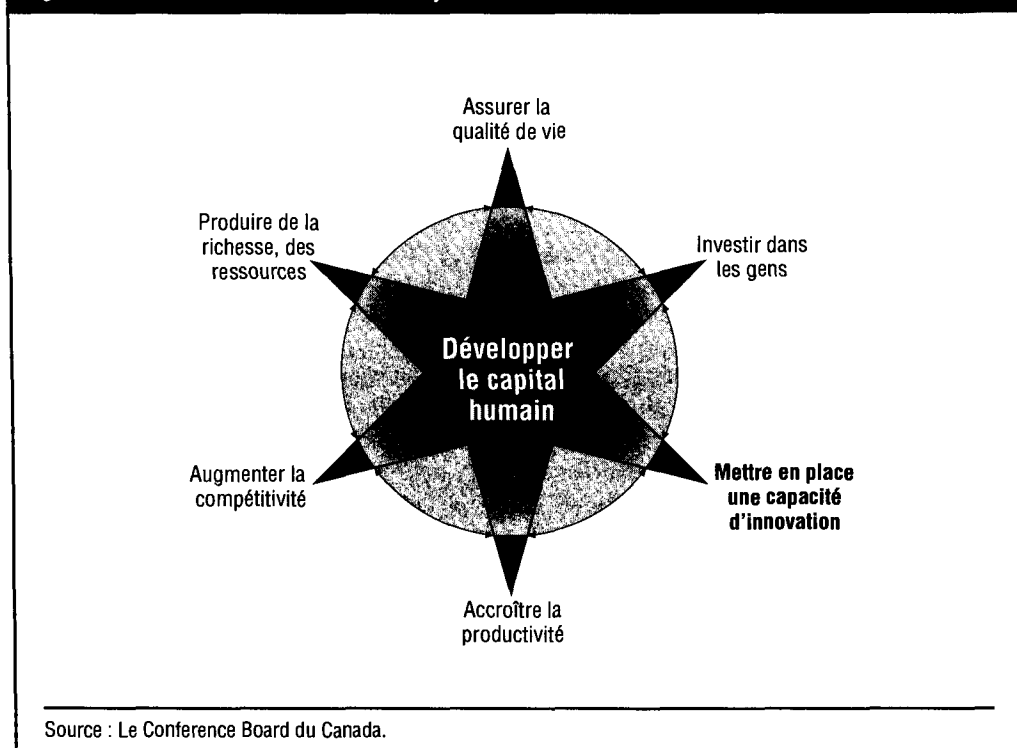 Assurer la
qualité de vie
Produire de la
richesse, des
ressources
Investir dans
les gens
Développer
le capital
humain
Augmenter la
compétitivité
Mettre en place
une capacité
d'innovation
Accroître la
productivité
Source : Le Conference Board du Canada.